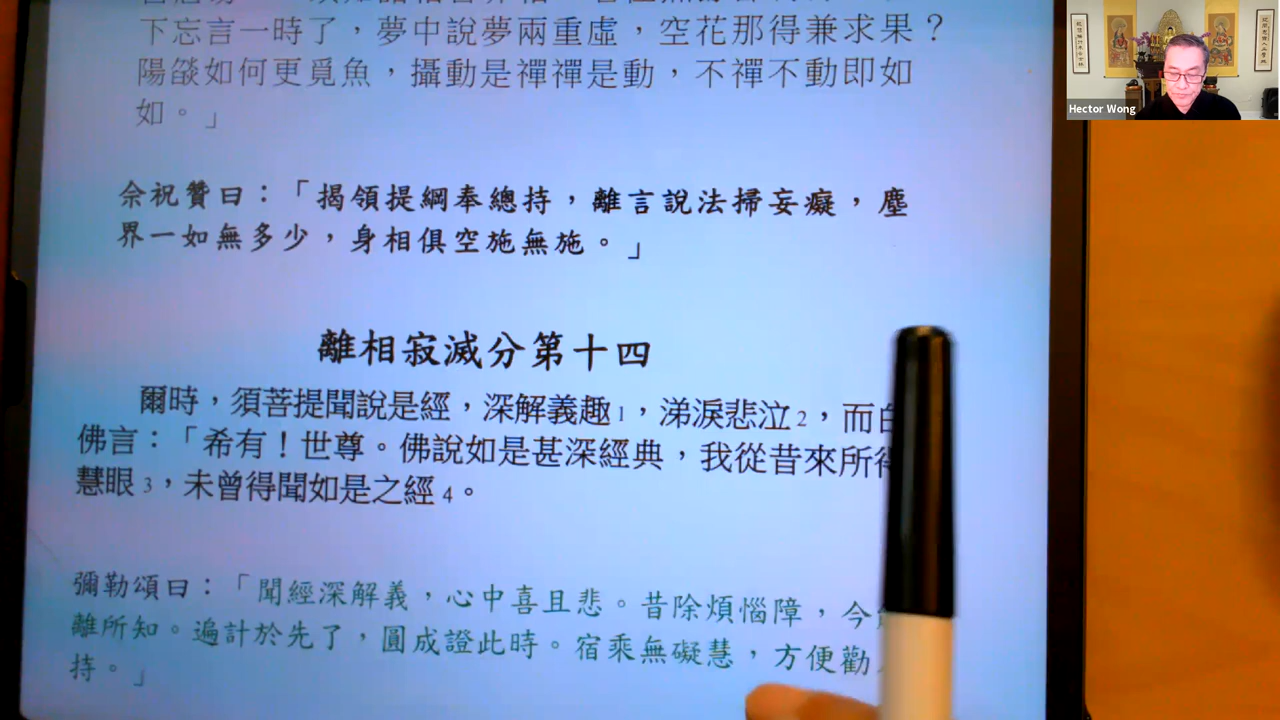 下忘言一時了，夢中說夢兩重虛，空花那得兼求果？
陽燄如何更覓魚，攝動是禪禪是動，不禪不動即如
如。」
佘祝贊曰：「揭領提綱奉總持，離言說法掃妄癡，塵
界一如無多少，身相俱空施無施。」
離相寂滅分第十四
爾時，須菩提聞說是經，深解義趣1，涕淚悲泣2，而白
佛言：「希有！世尊。佛說如是甚深經典，我從昔來所得
慧眼3，未曾得聞如是之經4。
彌勒頌曰：「聞經深解義，心中喜且悲。昔除煩惱障，今
離所知。遍計於先了，圓成證此時。宿乘無礙慧，方便勸
持。」
Hector Wong